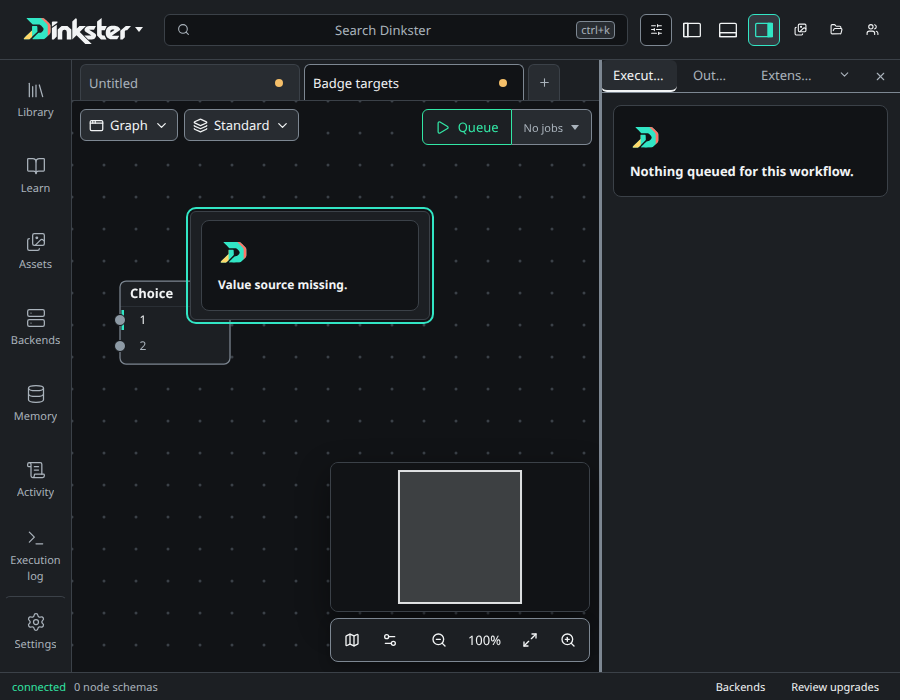 Dinkster
Search Dinkster
ctrl+k
Library
Learn
Assets
Backends
Memory
Activity
Execution
log
Settings
Untitled
Badge targets
Graph
Standard
Queue
No jobs
Choice
1
2
Value source missing.
100%
Execut...
Out...
Extens...
Nothing queued for this workflow.
connected
0 node schemas
Backends
Review upgrades